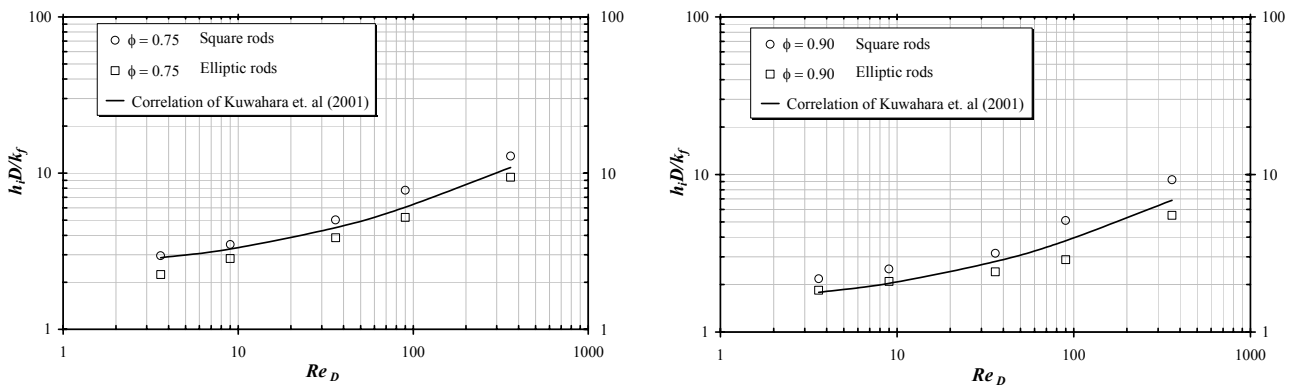 100
10
1
h_iD/k_f
ϕ = 0.75 Square rods
ϕ = 0.75 Elliptic rods
Correlation of Kuwahara et. al (2001)
100
10
1
1 10 100 1000
Re_D
100
10
1
h_iD/k_f
ϕ = 0.90 Square rods
ϕ = 0.90 Elliptic rods
Correlation of Kuwahara et. al (2001)
100
10
1
1 10 100 1000
Re_D